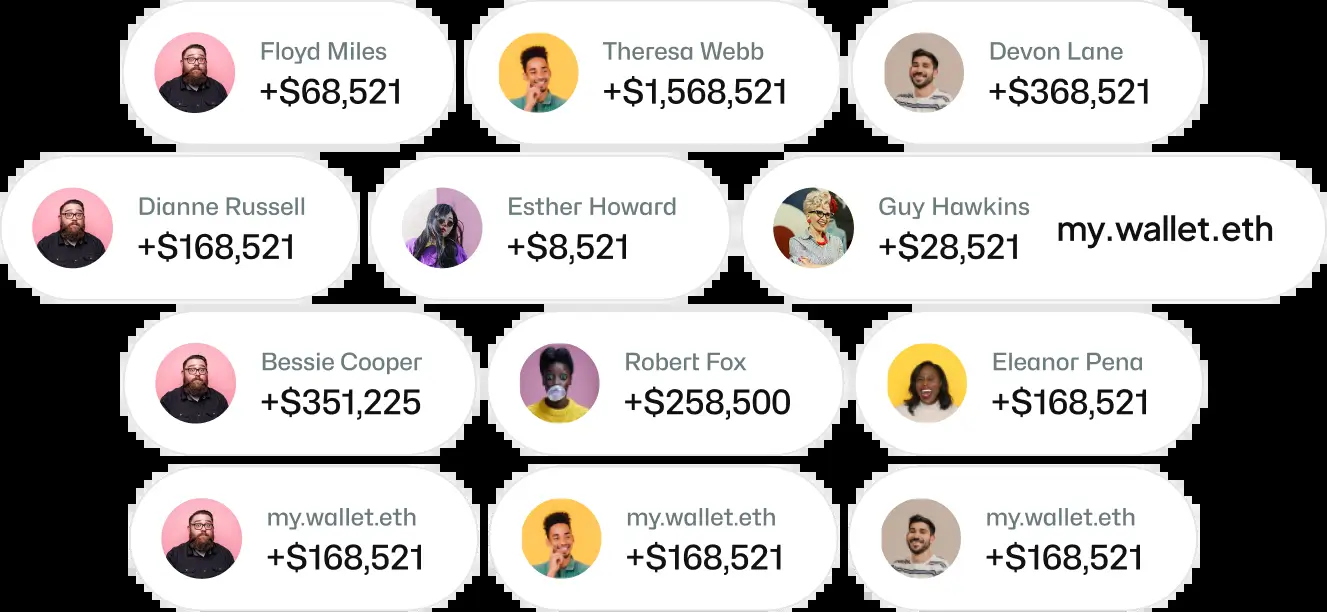 Floyd Miles
+$68,521
Theresa Webb
+$1,568,521
Devon Lane
+$368,521
Dianne Russell
+$168,521
Esther Howard
+$8,521
Guy Hawkins
+$28,521
my.wallet.eth
Bessie Cooper
+$351,225
Robert Fox
+$258,500
Eleanor Pena
+$168,521
my.wallet.eth
+$168,521
my.wallet.eth
+$168,521
my.wallet.eth
+$168,521